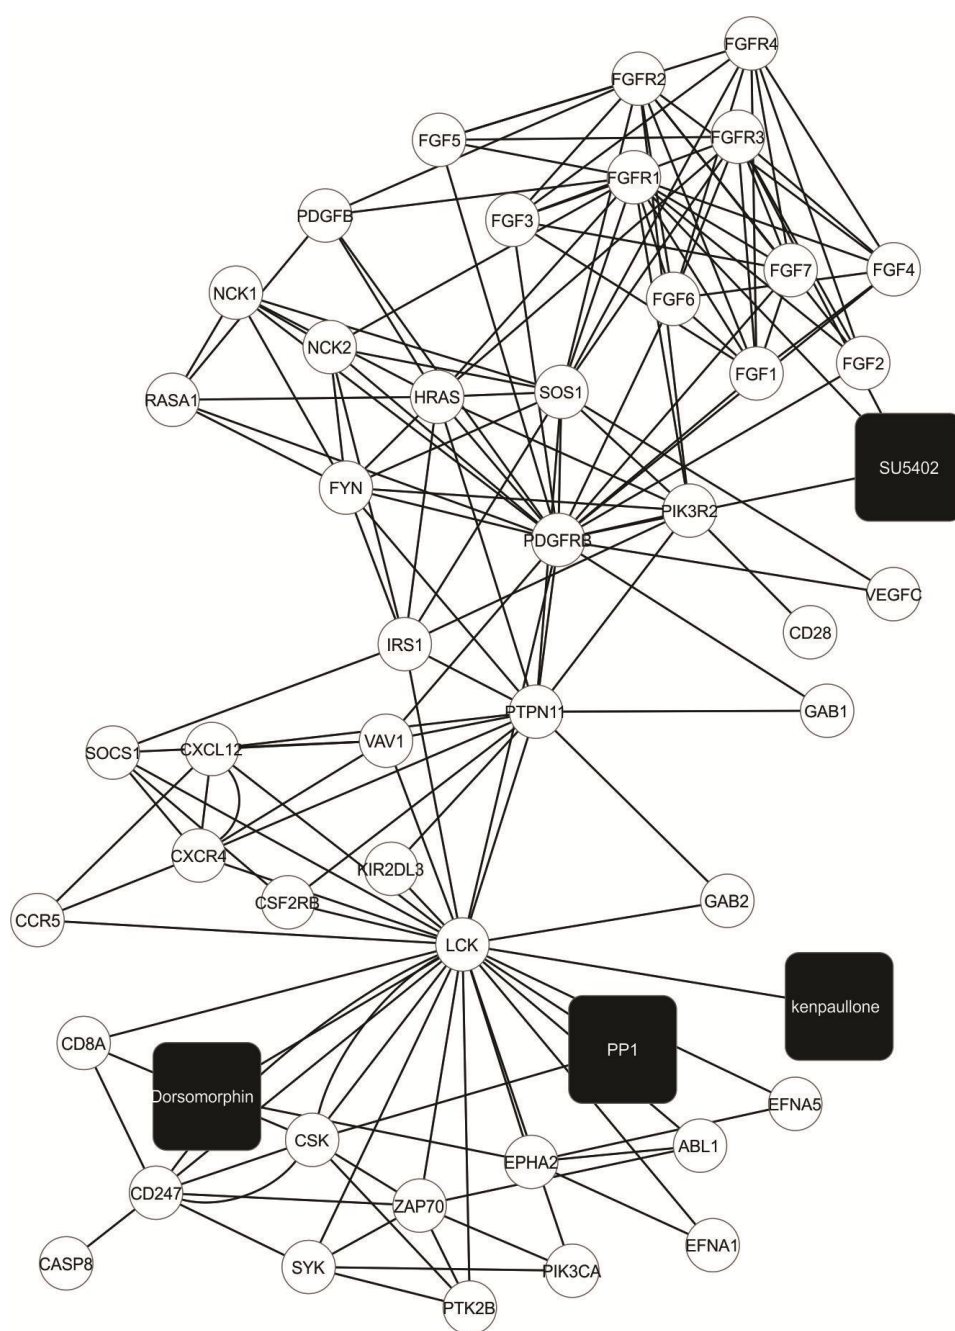 FGFR4
FGFR2
FGF5
FGFR3
FGFR1
PDGFB
FGF3
NCK1
FGF7
FGF4
FGF6
NCK2
FGF2
FGF1
RASA1
HRAS
SOS1
SU5402
FYN
PIK3R2
PDGFRB
VEGFC
CD28
IRS1
PTPN11
GAB1
SOCS1
CXCL12
VAV1
CXCR4
KIR2DL3
CSF2RB
GAB2
CCR5
LCK
kenpaullone
CD8A
PP1
Dorsomorphin
EFNA5
CSK
ABL1
EPHA2
CD247
ZAP70
EFNA1
CASP8
SYK
PIK3CA
PTK2B